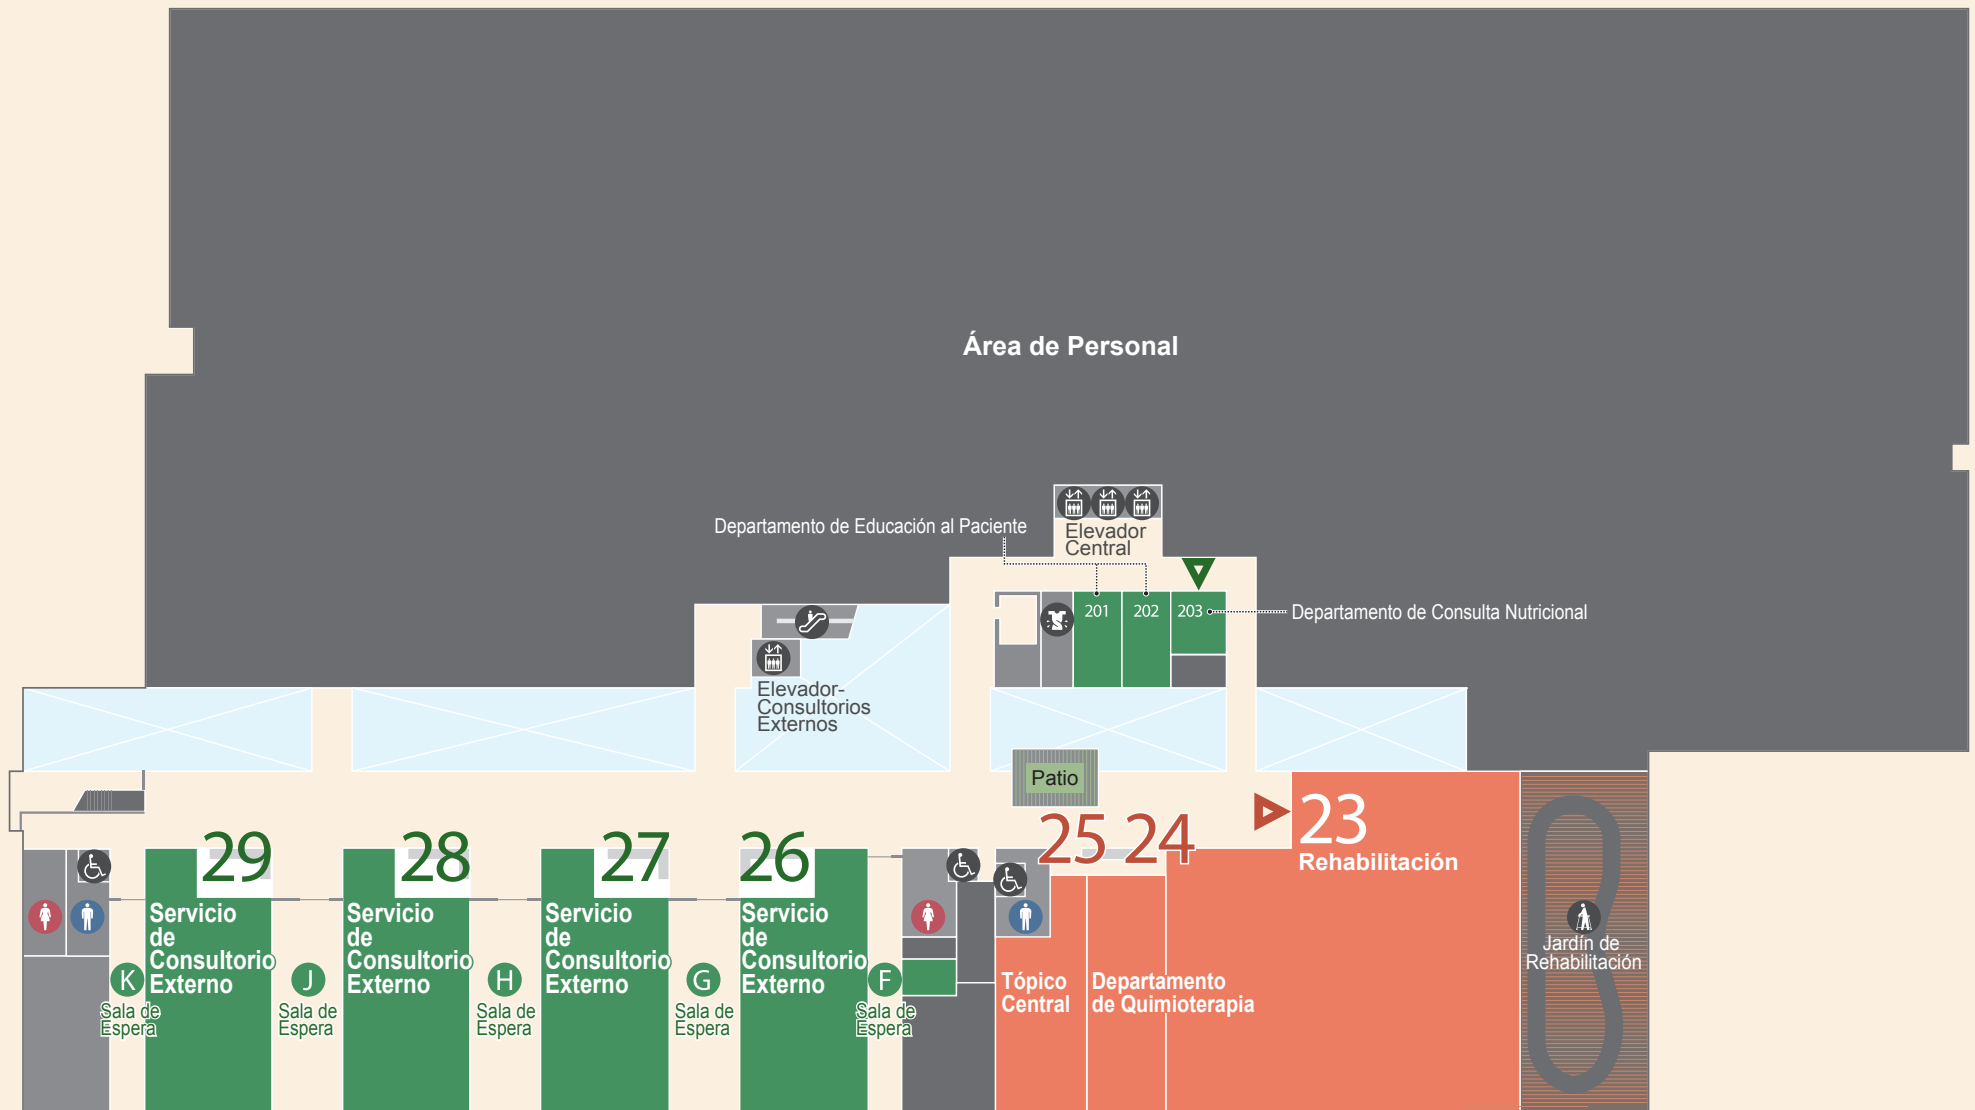 Área de Personal
Departamento de Educación al Paciente
Elevador
Central
201
202
203
Departamento de Consulta Nutricional
Elevador-
Consultorios
Externos
Patio
29
28
27
26
25
24
23
Rehabilitación
Servicio
de
Consultorio
Externo
Servicio
de
Consultorio
Externo
Servicio
de
Consultorio
Externo
Servicio
de
Consultorio
Externo
K
Sala de
Espera
J
Sala de
Espera
H
Sala de
Espera
G
Sala de
Espera
F
Sala de
Espera
Tópico
Central
Departamento
de Quimioterapia
Jardín de
Rehabilitación